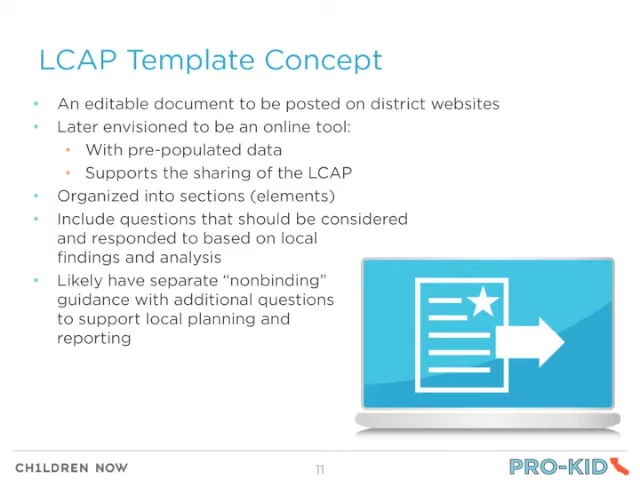 LCAP Template Concept
• An editable document to be posted on district websites
• Later envisioned to be an online tool:
• With pre-populated data
• Supports the sharing of the LCAP
• Organized into sections (elements)
• Include questions that should be considered
and responded to based on local
findings and analysis
• Likely have separate “nonbinding”
guidance with additional questions
to support local planning and
reporting
CH1LDREN NOW
11
PRO-KID